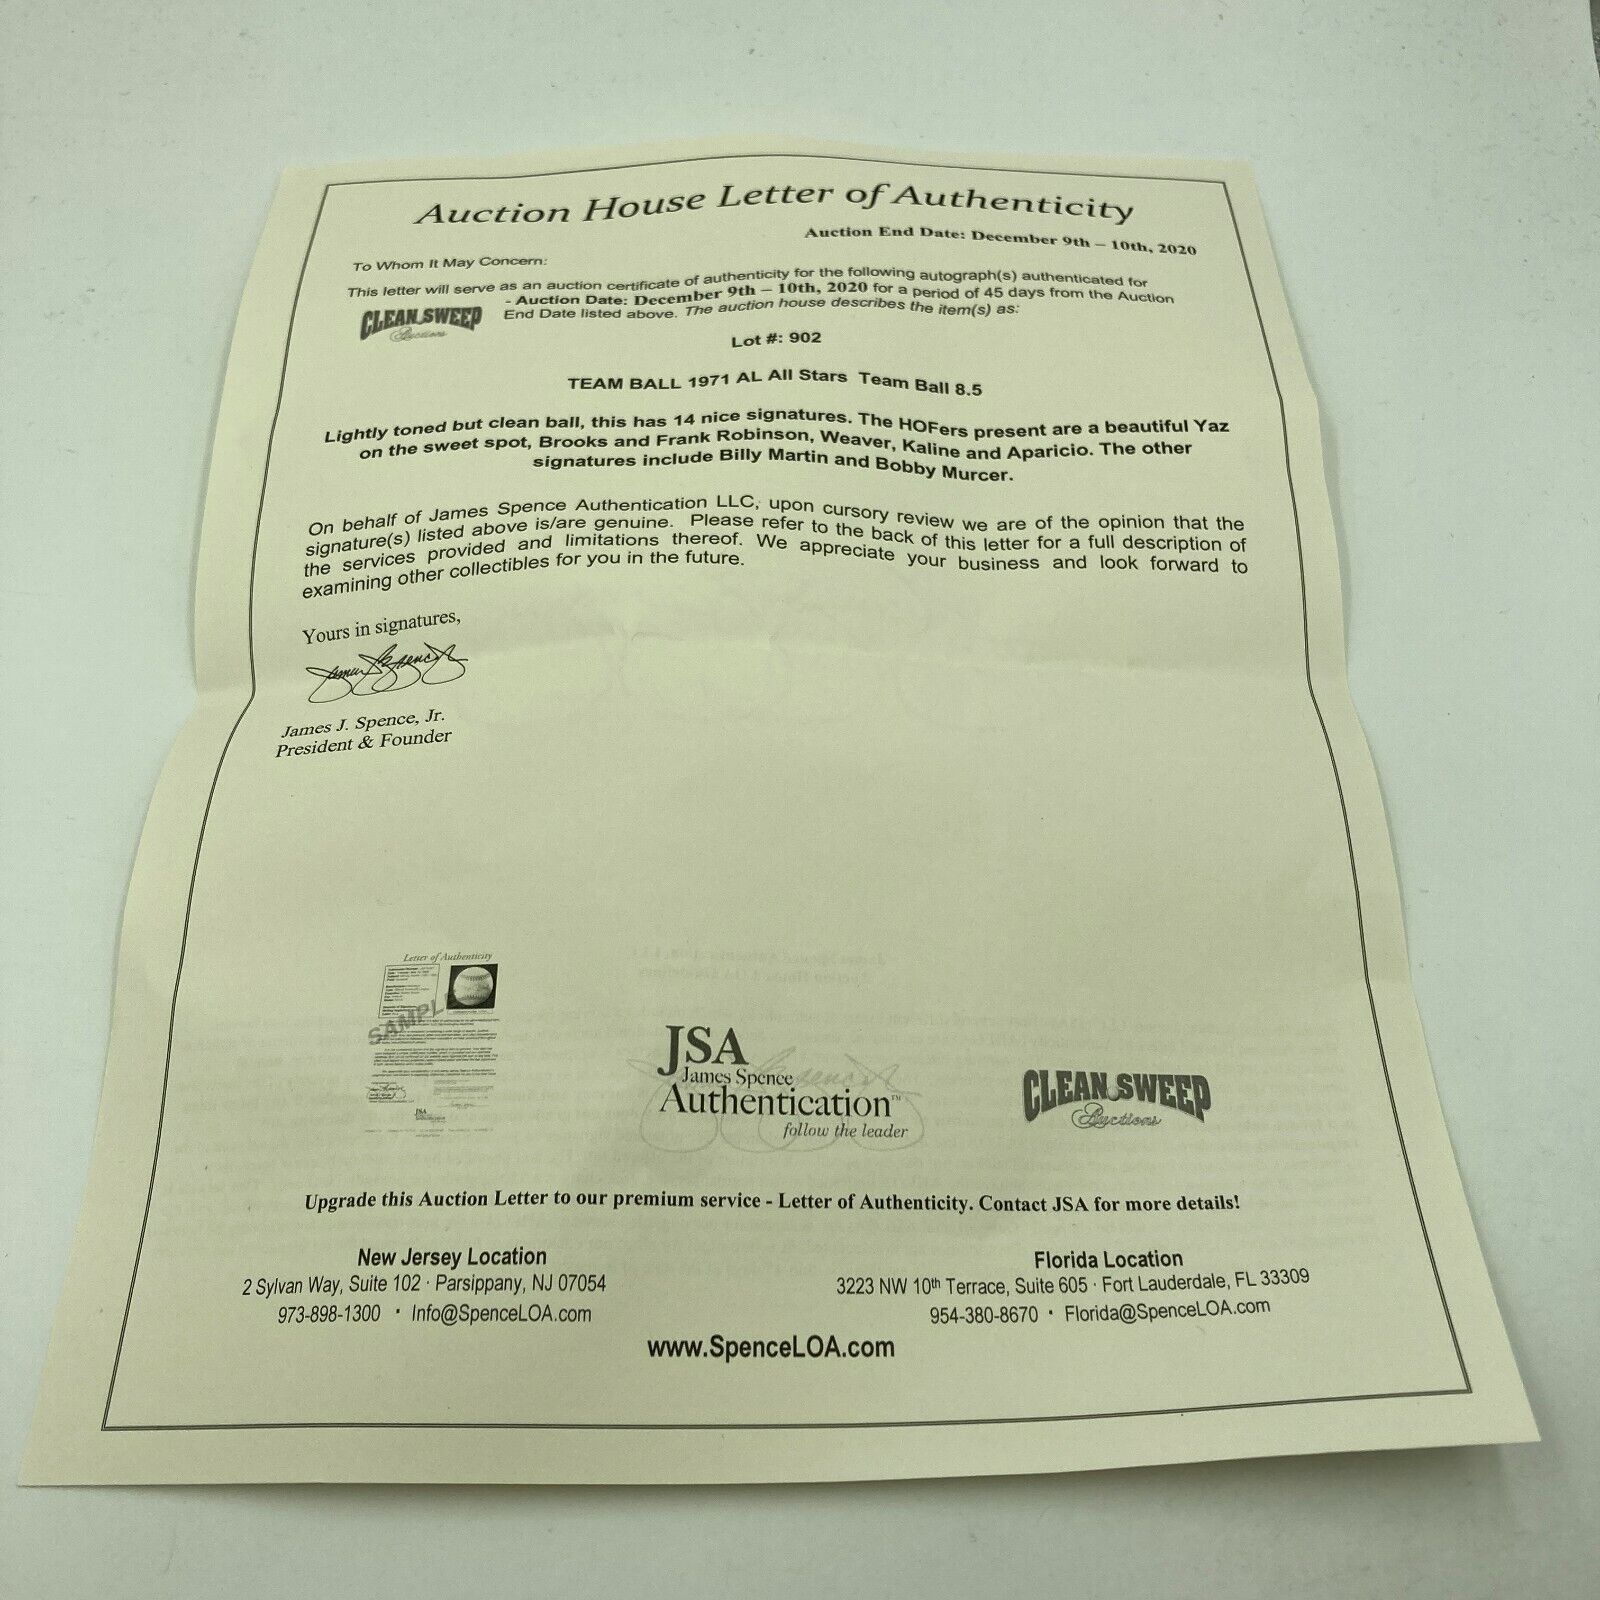 Auction House Letter of Authenticity
Auction End Date: December 9th – 10th, 2020
To Whom It May Concern:
This letter will serve as an auction certificate of authenticity for the following autograph(s) authenticated for
CLEAN SWEEP Auctions - Auction Date: December 9th – 10th, 2020 for a period of 45 days from the Auction
End Date listed above. The auction house describes the item(s) as:
Lot #: 902
TEAM BALL 1971 AL All Stars Team Ball 8.5
Lightly toned but clean ball, this has 14 nice signatures. The HOFers present are a beautiful Yaz
on the sweet spot, Brooks and Frank Robinson, Weaver, Kaline and Aparicio. The other
signatures include Billy Martin and Bobby Murcer.
On behalf of James Spence Authentication LLC, upon cursory review we are of the opinion that the
signature(s) listed above is/are genuine. Please refer to the back of this letter for a full description of
the services provided and limitations thereof. We appreciate your business and look forward to
examining other collectibles for you in the future.
Yours in signatures,
James J. Spence, Jr.
President & Founder
Letter of Authenticity
SAMPLE
JSA
James Spence
Authentication™
follow the leader
CLEAN SWEEP
Auctions
Upgrade this Auction Letter to our premium service - Letter of Authenticity. Contact JSA for more details!
New Jersey Location
2 Sylvan Way, Suite 102 · Parsippany, NJ 07054
973-898-1300 · Info@SpenceLOA.com
Florida Location
3223 NW 10th Terrace, Suite 605 · Fort Lauderdale, FL 33309
954-380-8670 · Florida@SpenceLOA.com
www.SpenceLOA.com